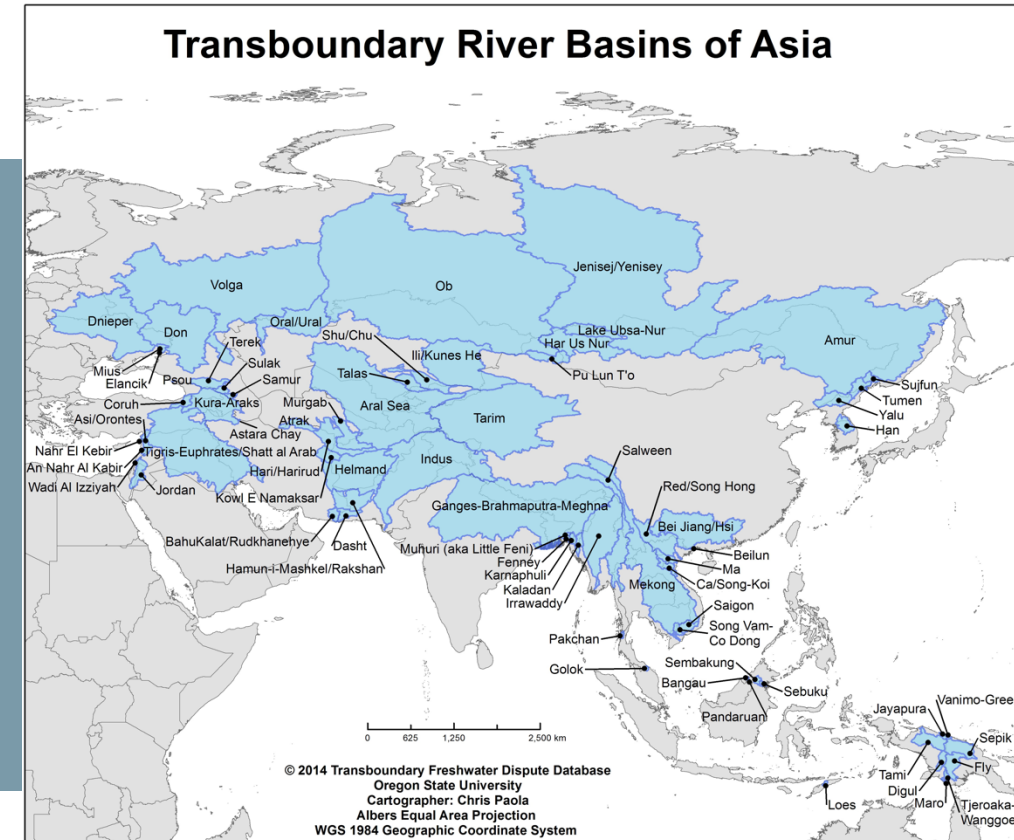 Transboundary River Basins of Asia
Jenisej/Yenisey
Volga
Ob
Dnieper
Don
Oral/Ural
Lake Ubsa-Nur
Har Us Nur
Amur
Shu/Chu
Terek
Ili/Kunes He
Sulak
Mius
Elancik
Psou
Samur
Talas
Pu Lun T'o
Sujfun
Tumen
Coruh
Kura-Araks
Murgab
Aral Sea
Yalu
Asi/Orontes
Atrak
Tarim
Han
Astara Chay
Nahr El Kebir
Tigris-Euphrates/Shatt al Arab
Indus
Salween
An Nahr Al Kabir
Hari/Harirud
Helmand
Wadi Al Izziyah
Jordan
Kowl E Namaksar
Red/Song Hong
Ganges-Brahmaputra-Meghna
Bei Jiang/Hsi
BahuKalat/Rudkhanehye
Dasht
Muhuri (aka Little Feni)
Beilun
Hamun-i-Mashkel/Rakshan
Fenney
Ma
Karnaphuli
Mekong
Ca/Song-Koi
Kaladan
Irrawaddy
Saigon
Pakchan
Song Vam-
Co Dong
Golok
Sembakung
Bangau
Sebuku
Pandaruan
Vanimo-Gree
Jayapura
Sepik
Tami
Fly
Digul
Loes
Maro
Tjeroaka-
Wanggoe
0 625 1,250 2,500 km
© 2014 Transboundary Freshwater Dispute Database
Oregon State University
Cartographer: Chris Paola
Albers Equal Area Projection
WGS 1984 Geographic Coordinate System